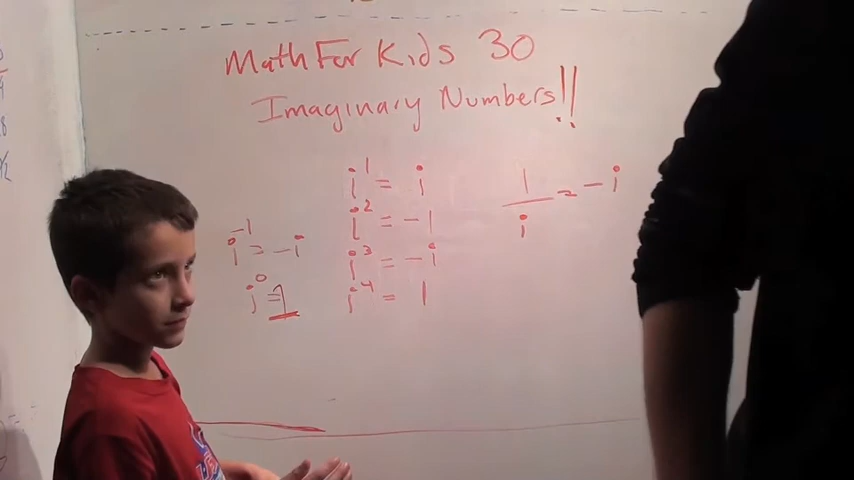 Math For Kids 30
Imaginary Numbers!!
i¹ = i
i² = -1
i³ = -i
i⁴ = 1
i⁻¹ = -i
i⁰ = 1
1/i = -i